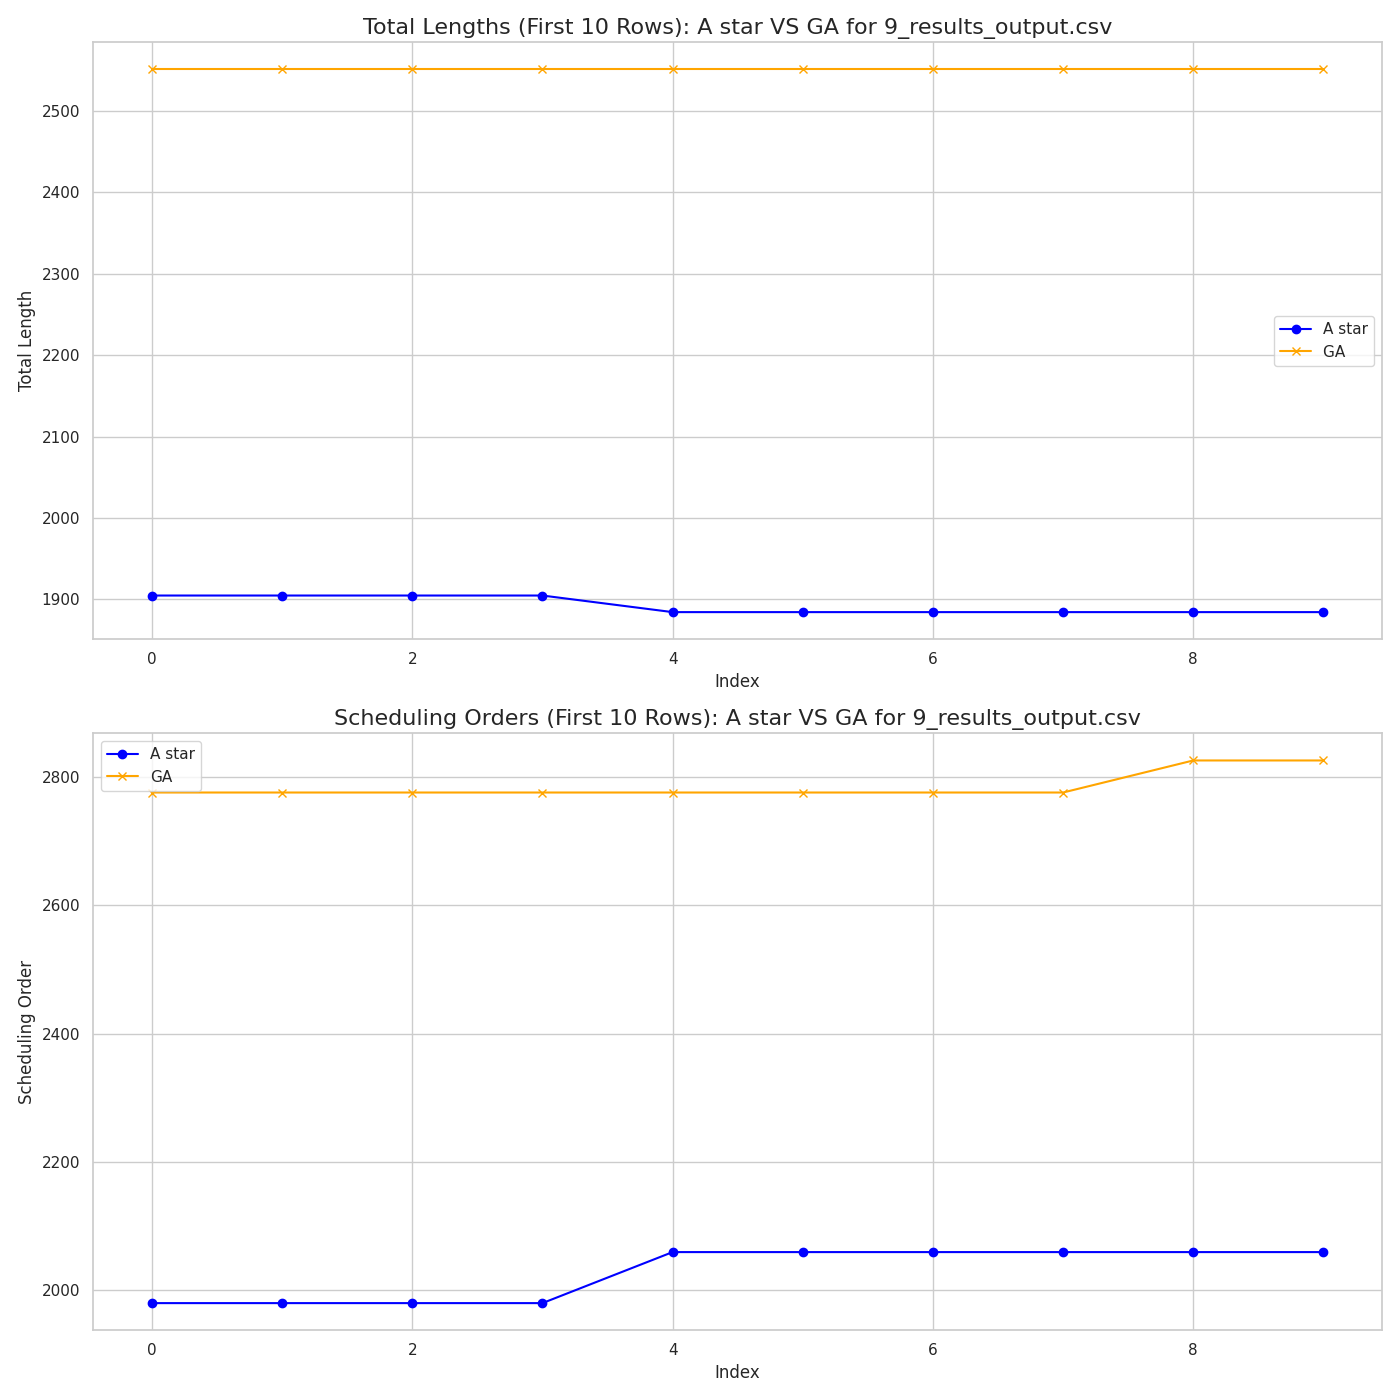 Total Lengths (First 10 Rows): A star VS GA for 9_results_output.csv
2500
2400
2300
2200
2100
2000
1900
Total Length
A star
GA
0 2 4 6 8
Index
Scheduling Orders (First 10 Rows): A star VS GA for 9_results_output.csv
A star
GA
2800
2600
2400
2200
2000
Scheduling Order
0 2 4 6 8
Index